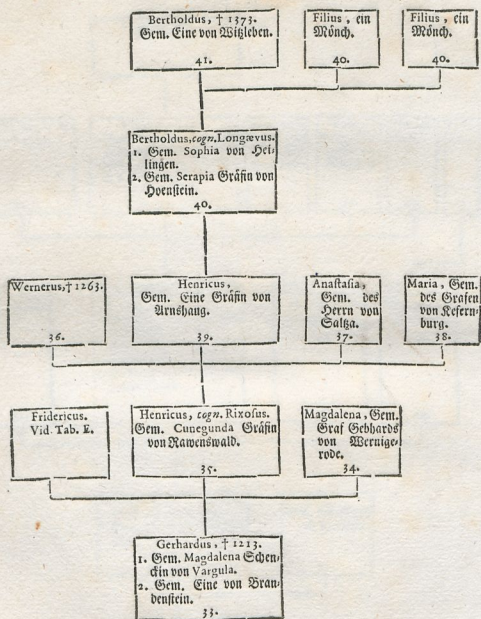 Bertholdus, † 1373.
Gem. Eine von Witzleben.
41.
Filius, ein
Mönch.
40.
Filius, ein
Mönch.
40.
Bertholdus, cogn. Longævus.
1. Gem. Sophia von Hei-
lingen.
2. Gem. Serapia Gräfin von
Hoenstein.
40.
Wernerus, † 1263.
36.
Henricus,
Gem. Eine Gräfin von
Arnshaug.
39.
Anastasia,
Gem. des
Herrn von
Saltza.
37.
Maria, Gem.
des Grafen
von Kefern-
burg.
38.
Fridericus.
Vid. Tab. E.
Henricus, cogn. Rixosus.
Gem. Cunegunda Gräfin
von Rawenswald.
35.
Magdalena, Gem.
Graf Gebhards
von Wernige-
rode.
34.
Gerhardus, † 1213.
1. Gem. Magdalena Schen-
ckin von Vargula.
2. Gem. Eine von Bran-
denstein.
33.